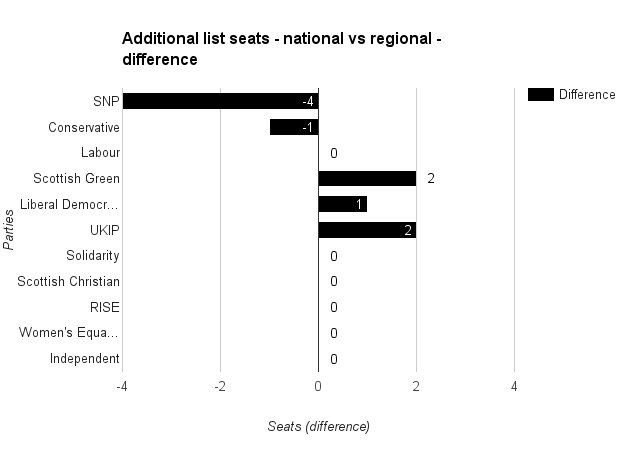 Additional list seats - national vs regional -
difference
Difference
SNP
-4
Conservative
-1
Labour
0
Scottish Green
2
Liberal Democr...
1
UKIP
2
Solidarity
0
Scottish Christian
0
RISE
0
Women's Equa...
0
Independent
0
Parties
-4 -2 0 2 4
Seats (difference)